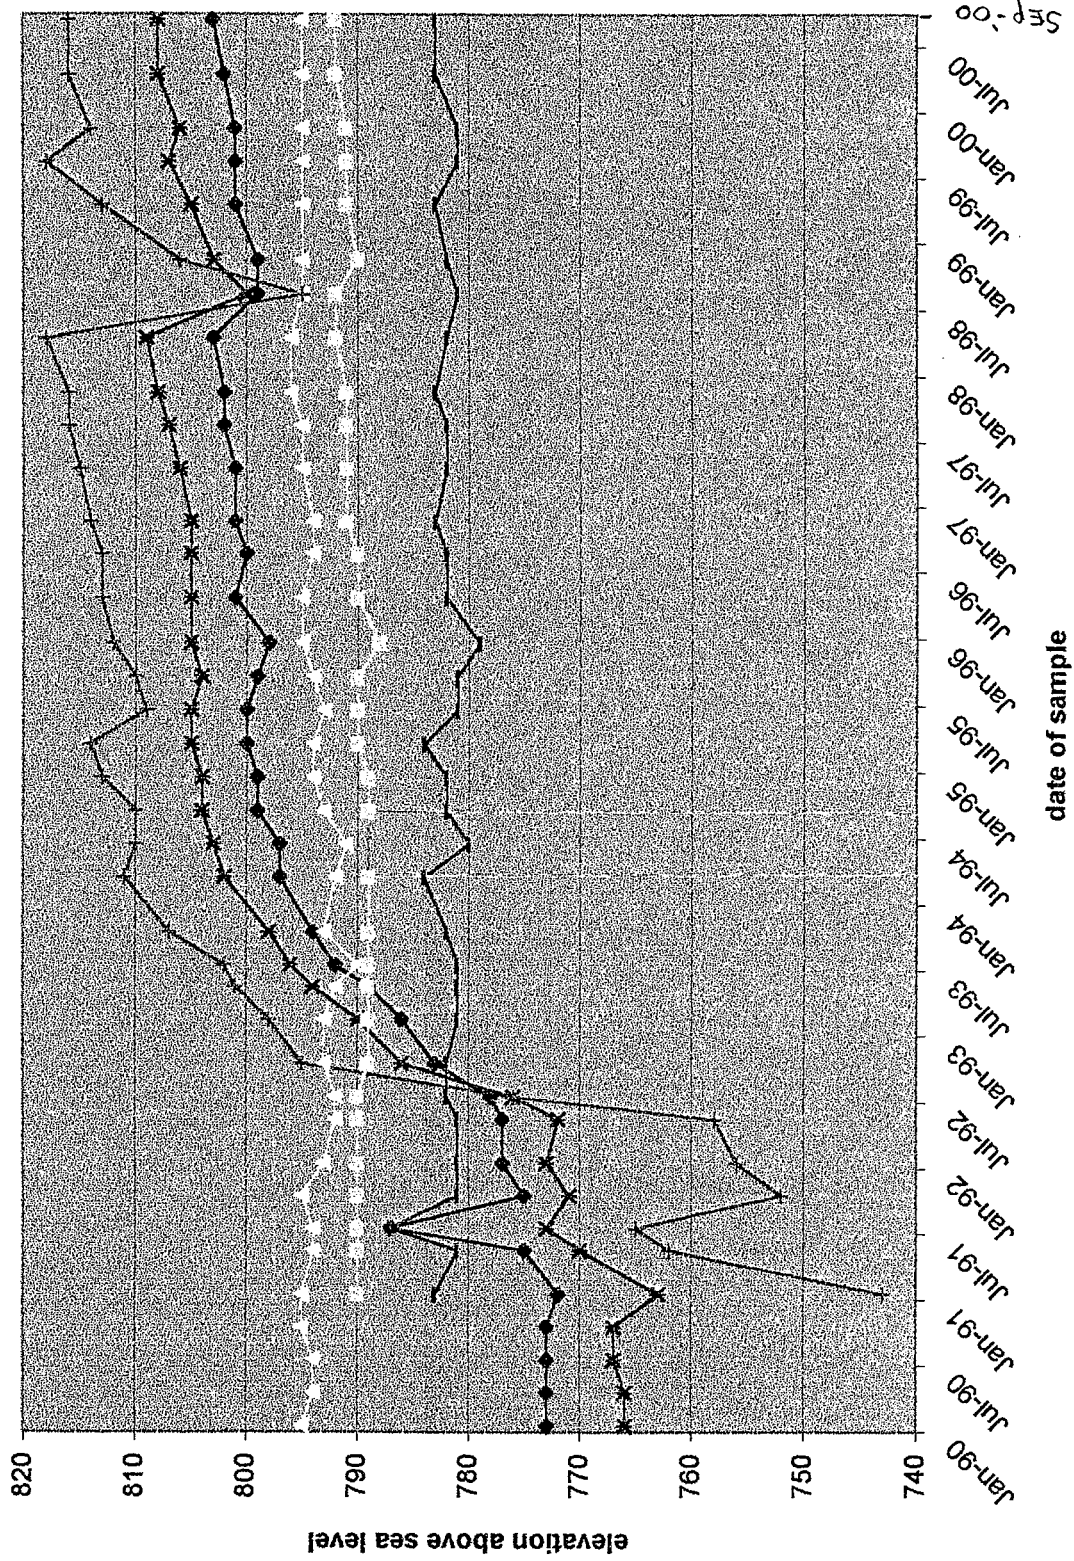 elevation above sea level
820
810
800
790
780
770
760
750
740
Jan-90
Jul-90
Jan-91
Jul-91
Jan-92
Jul-92
Jan-93
Jul-93
Jan-94
Jul-94
Jan-95
Jul-95
Jan-96
Jul-96
Jan-97
Jul-97
Jan-98
Jul-98
Jan-99
Jul-99
Jan-00
Jul-00
SEP-00
date of sample